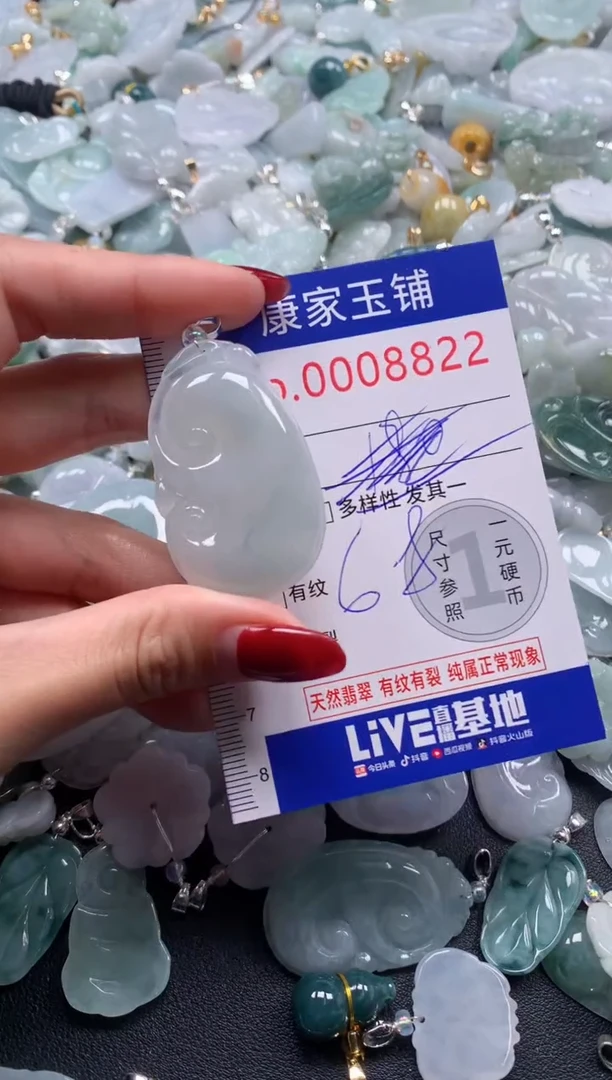 康家玉铺
.0008822
多样性 发其一
有纹
68
尺寸参照
1
一元硬币
裂
天然翡翠 有纹有裂 纯属正常现象
LiVE直播基地
今日头条 抖音 西瓜视频 抖音火山版
7
8